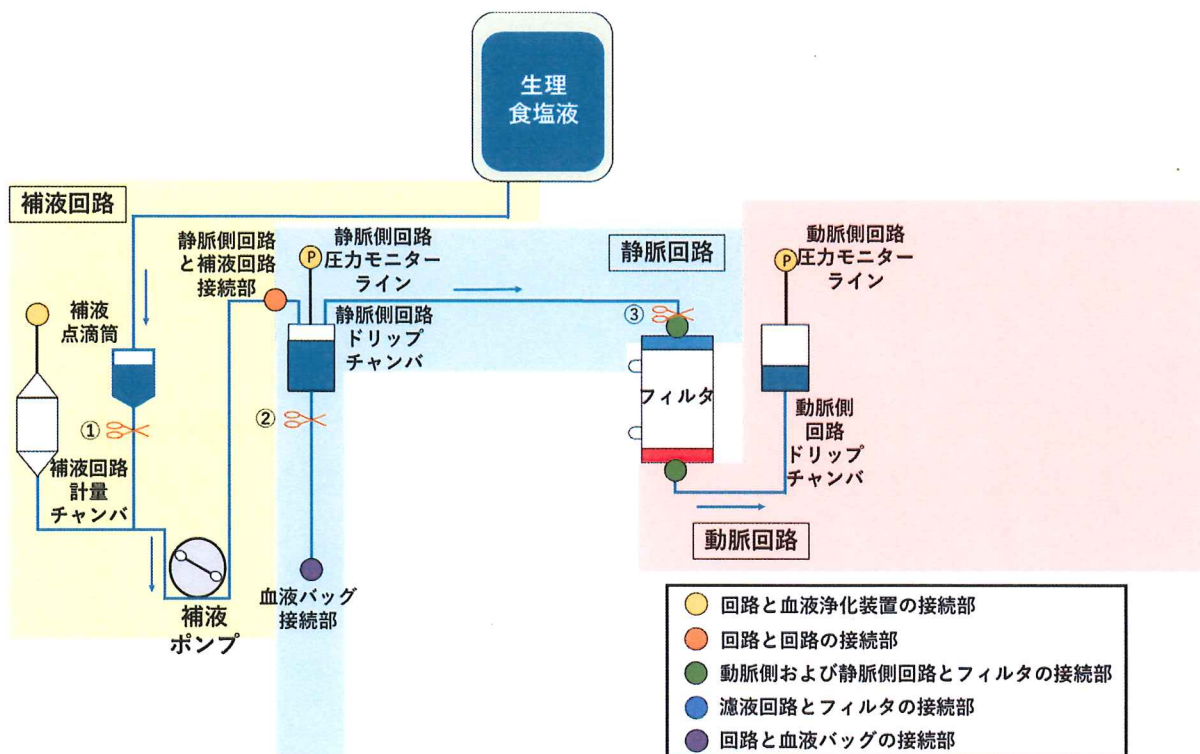 生理
食塩液
補液回路
静脈側回路
と補液回路
接続部
静脈側回路
圧力モニター
ライン
P
静脈回路
動脈側回路
圧力モニター
ライン
P
補液
点滴筒
静脈側回路
ドリップ
チャンバ
③
フィルタ
①
②
動脈側
回路
ドリップ
チャンバ
補液回路
計量
チャンバ
動脈回路
血液バッグ
接続部
補液
ポンプ
回路と血液浄化装置の接続部
回路と回路の接続部
動脈側および静脈側回路とフィルタの接続部
濾液回路とフィルタの接続部
回路と血液バッグの接続部